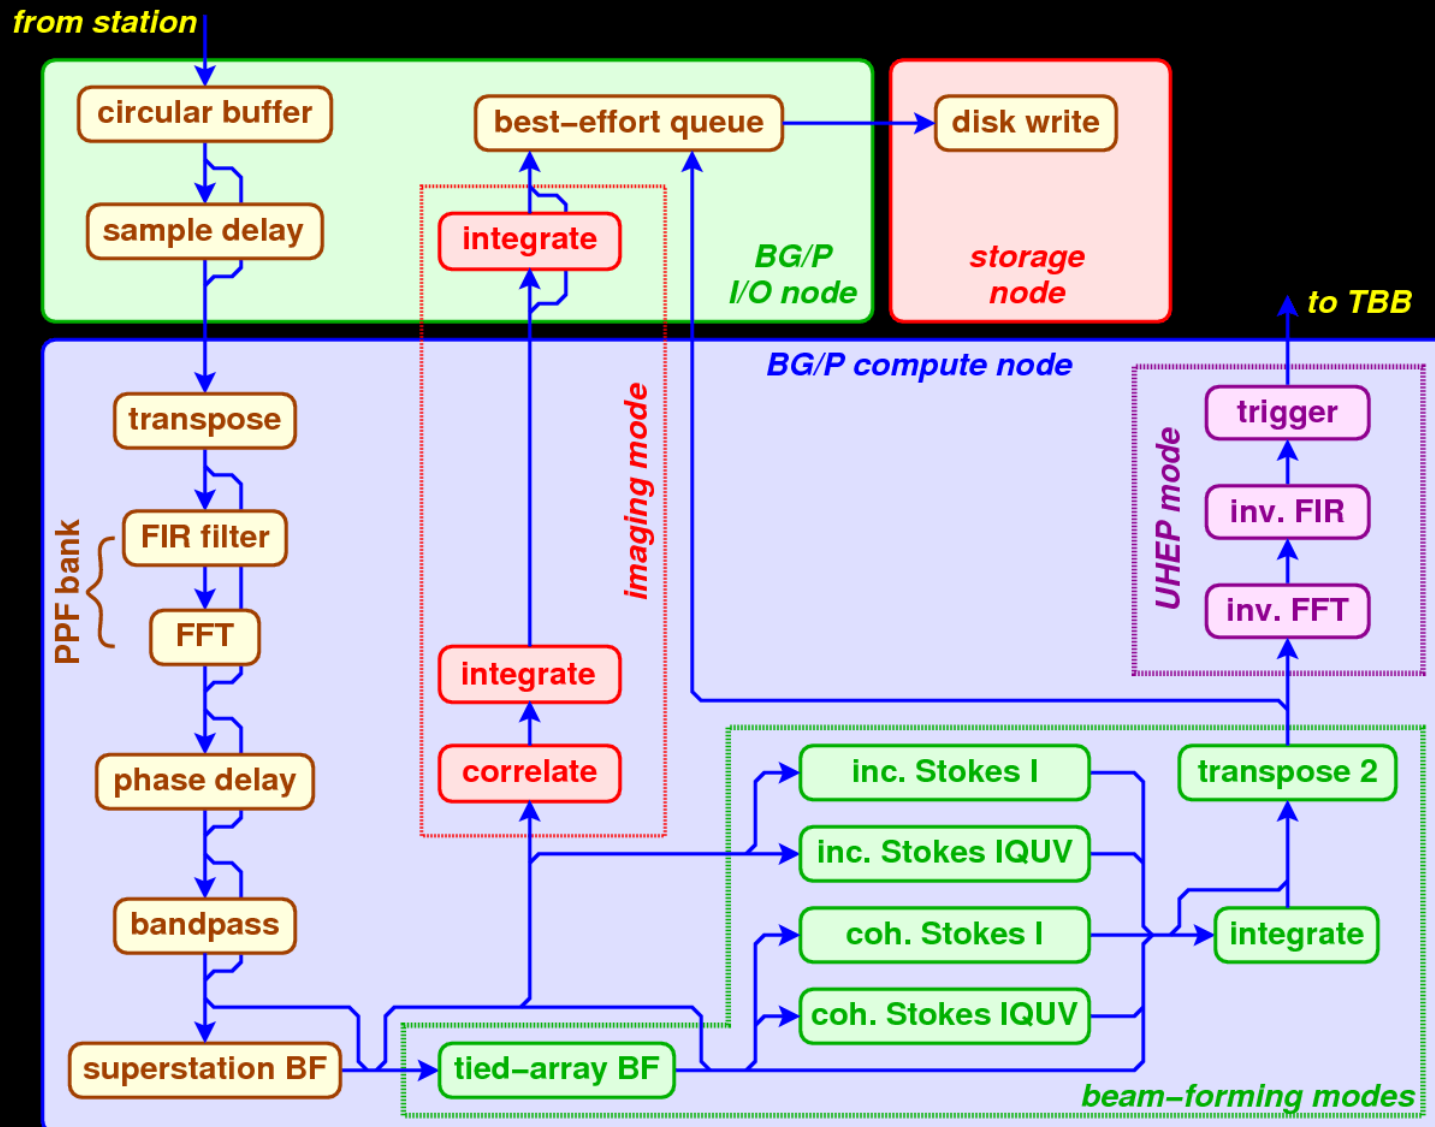 from station
circular buffer
best−effort queue
disk write
sample delay
integrate
BG/P
I/O node
storage
node
to TBB
BG/P compute node
transpose
imaging mode
UHEP mode
trigger
FIR filter
inv. FIR
PPF bank
FFT
inv. FFT
integrate
phase delay
correlate
inc. Stokes I
transpose 2
inc. Stokes IQUV
bandpass
coh. Stokes I
integrate
coh. Stokes IQUV
superstation BF
tied−array BF
beam−forming modes